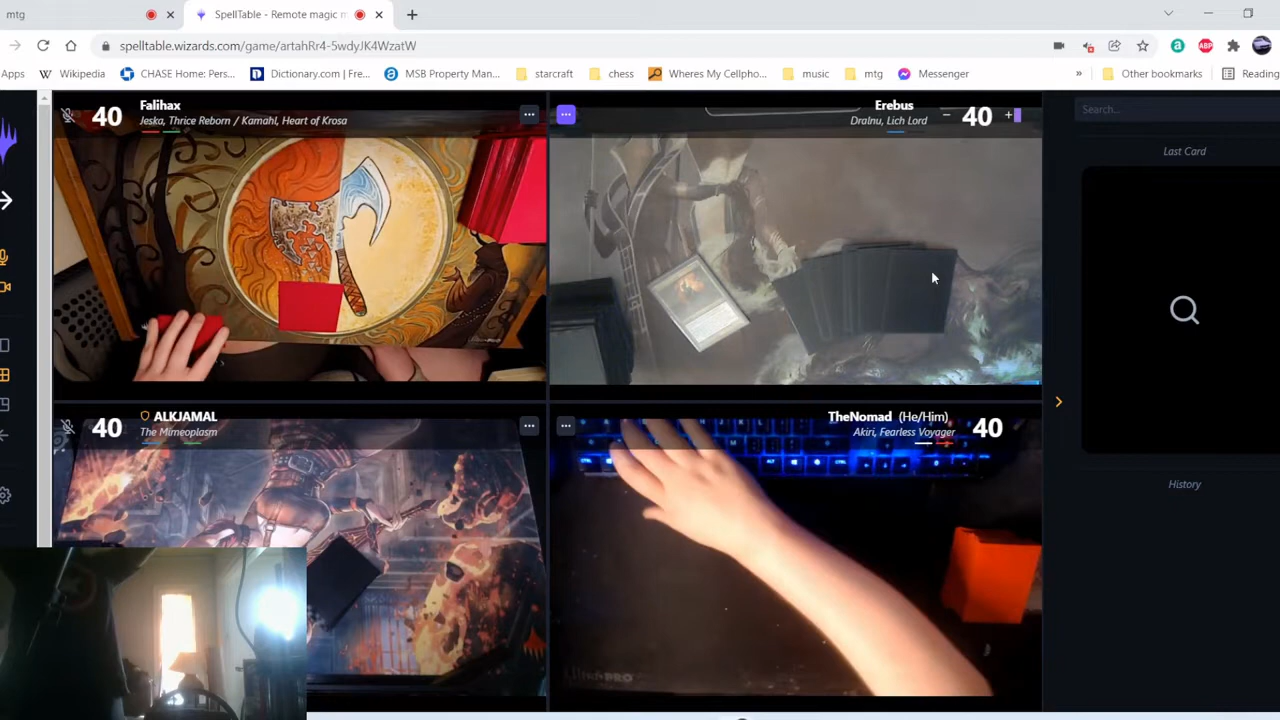 mtg
SpellTable - Remote magic m
spelltable.wizards.com/game/artahRr4-5wdyJK4WzatW
Apps
Wikipedia
CHASE Home: Pers...
Dictionary.com | Fre...
MSB Property Man...
starcraft
chess
Wheres My Cellpho...
music
mtg
Messenger
»
Other bookmarks
Reading
Falihax
40
Jeska, Thrice Reborn / Kamahl, Heart of Krosa
Erebus
Dralnu, Lich Lord
− 40 +
Search...
Last Card
ALKJAMAL
40
The Mimeoplasm
TheNomad (He/Him)
Akiri, Fearless Voyager
40
History